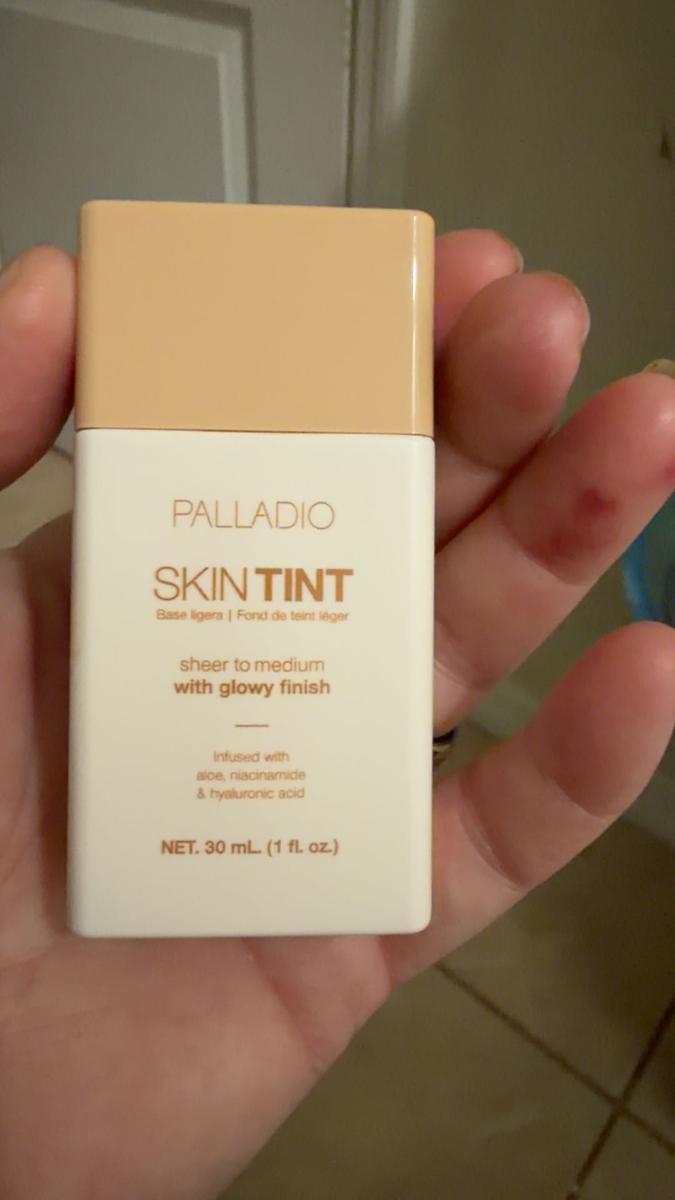 PALLADIO
SKIN TINT
Base ligera | Fond de teint léger
sheer to medium
with glowy finish
Infused with
aloe, niacinamide
& hyaluronic acid
NET. 30 mL. (1 fl. oz.)